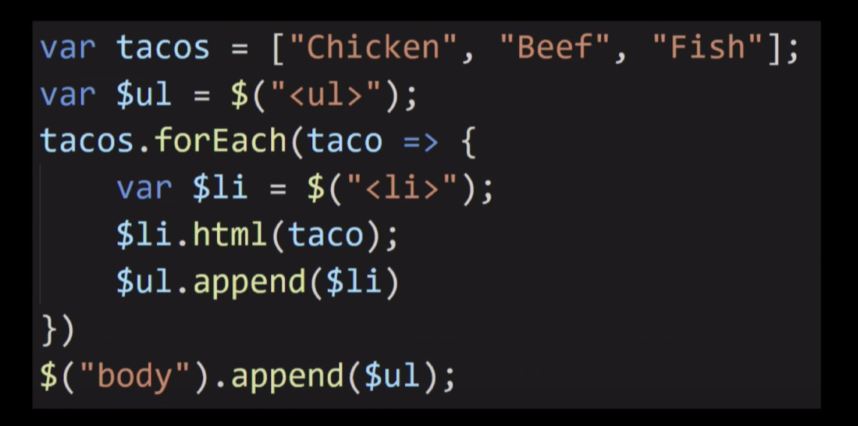 var tacos = ["Chicken", "Beef", "Fish"];
var $ul = $("<ul>");
tacos.forEach(taco => {
    var $li = $("<li>");
    $li.html(taco);
    $ul.append($li)
})
$("body").append($ul);